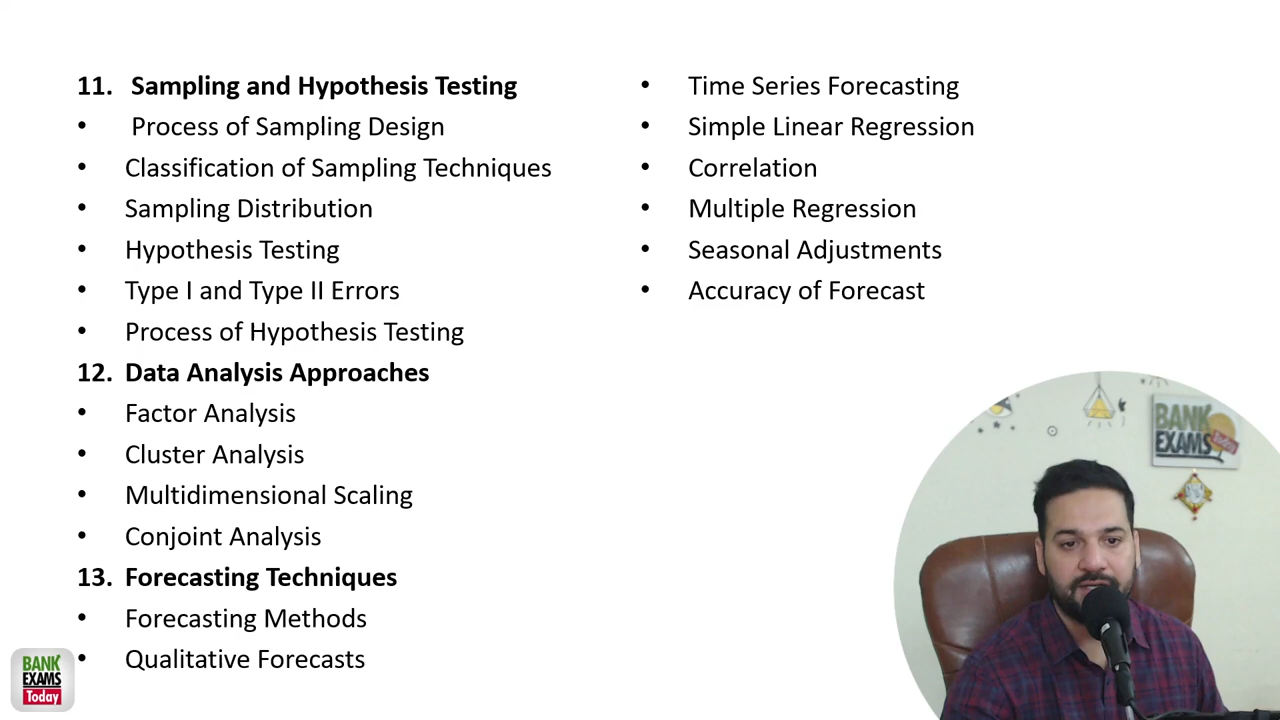 11. Sampling and Hypothesis Testing
• Process of Sampling Design
• Classification of Sampling Techniques
• Sampling Distribution
• Hypothesis Testing
• Type I and Type II Errors
• Process of Hypothesis Testing
12. Data Analysis Approaches
• Factor Analysis
• Cluster Analysis
• Multidimensional Scaling
• Conjoint Analysis
13. Forecasting Techniques
• Forecasting Methods
• Qualitative Forecasts
• Time Series Forecasting
• Simple Linear Regression
• Correlation
• Multiple Regression
• Seasonal Adjustments
• Accuracy of Forecast
BANK
EXAMS
Today
BANK
EXAMS